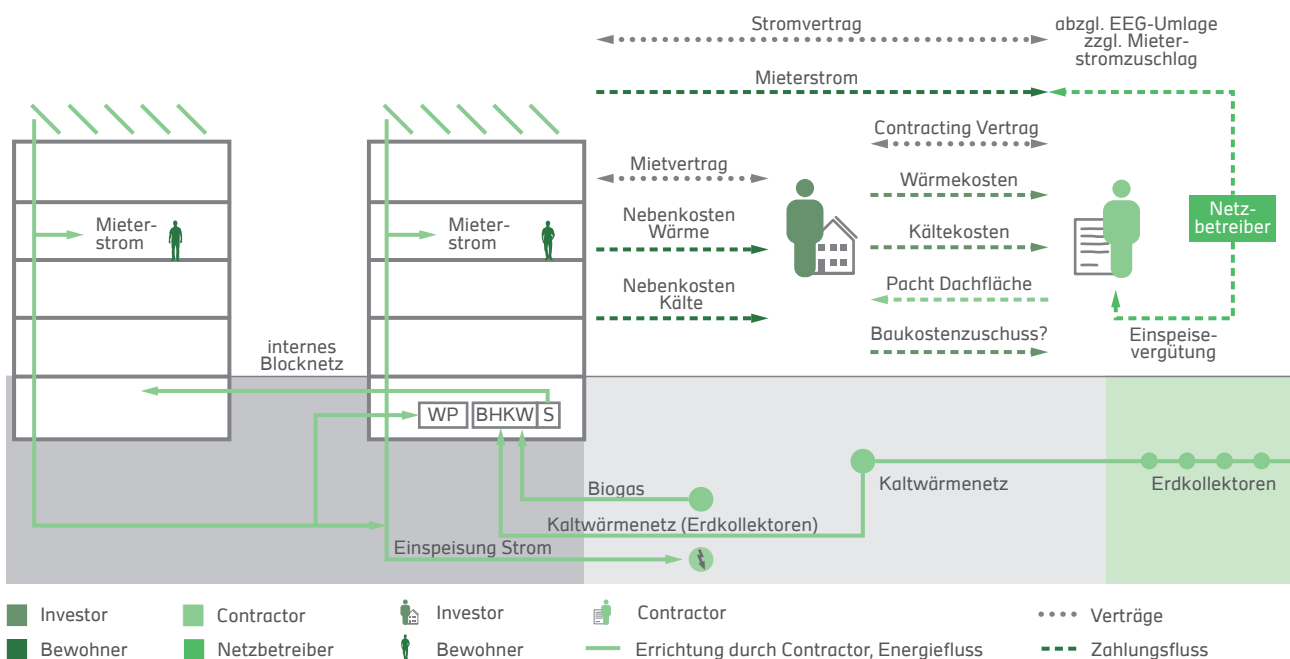 Stromvertrag
abzgl. EEG-Umlage
zzgl. Mieter-
stromzuschlag
Mieterstrom
Contracting Vertrag
Mietvertrag
Wärmekosten
Mieter-
strom
Mieter-
strom
Nebenkosten
Wärme
Kältekosten
Netz-
betreiber
Nebenkosten
Kälte
Pacht Dachfläche
Baukostenzuschuss?
Einspeise-
vergütung
internes
Blocknetz
WP
BHKW
S
Biogas
Kaltwärmenetz
Erdkollektoren
Kaltwärmenetz (Erdkollektoren)
Einspeisung Strom
Investor
Contractor
Investor
Contractor
Verträge
Bewohner
Netzbetreiber
Bewohner
Errichtung durch Contractor, Energiefluss
Zahlungsfluss